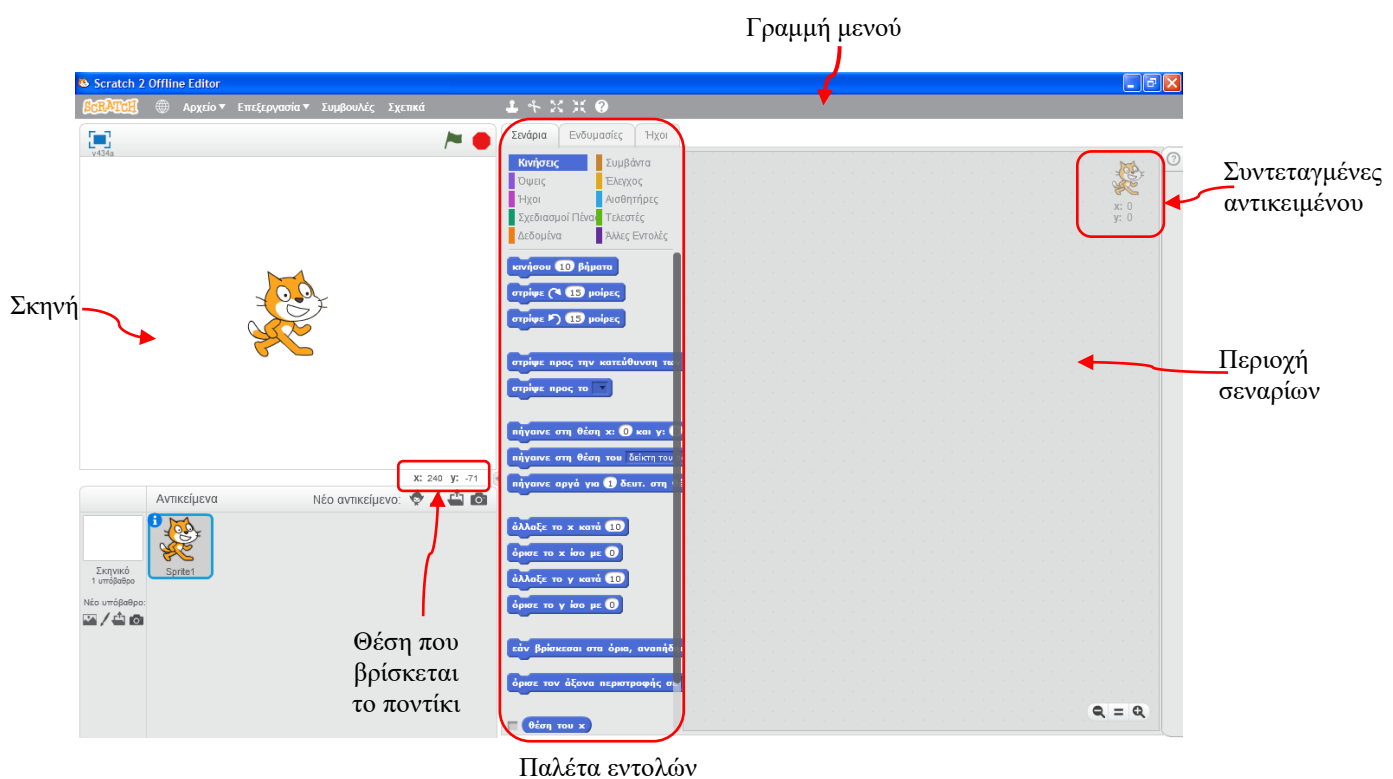 Γραμμή μενού
Scratch 2 Offline Editor
SCRATCH Αρχείο Επεξεργασία Συμβουλές Σχετικά
v434a
Σενάρια Ενδυμασίες Ήχοι
Κινήσεις Συμβάντα
Όψεις Έλεγχος
Ήχοι Αισθητήρες
Σχεδιασμοί Πένα Τελεστές
Δεδομένα Άλλες Εντολές
x: 0
y: 0
Συντεταγμένες
αντικειμένου
Σκηνή
κινήσου 10 βήματα
στρίψε 15 μοίρες
στρίψε 15 μοίρες
στρίψε προς την κατεύθυνση των
στρίψε προς το
πήγαινε στη θέση x: 0 και y:
πήγαινε στη θέση του δείκτη του
πήγαινε αργά για 1 δευτ. στη
άλλαξε το x κατά 10
όρισε το x ίσο με 0
άλλαξε το y κατά 10
όρισε το y ίσο με 0
εάν βρίσκεσαι στα όρια, αναπήδ
όρισε τον άξονα περιστροφής σ
θέση του x
Περιοχή
σεναρίων
x: 240 y: -71
Αντικείμενα Νέο αντικείμενο:
Σκηνικό
1 υπόβαθρο
Sprite1
Νέο υπόβαθρο:
Θέση που
βρίσκεται
το ποντίκι
Παλέτα εντολών